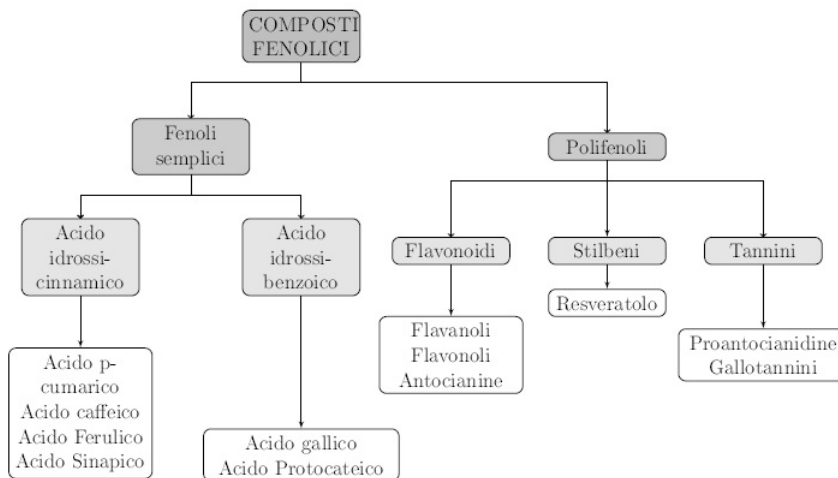 COMPOSTI
FENOLICI
Fenoli
semplici
Polifenoli
Acido
idrossi-
cinnamico
Acido
idrossi-
benzoico
Flavonoidi
Stilbeni
Tannini
Acido p-
cumarico
Acido caffeico
Acido Ferulico
Acido Sinapico
Acido gallico
Acido Protocateico
Flavanoli
Flavonoli
Antocianine
Resveratolo
Proantocianidine
Gallotannini